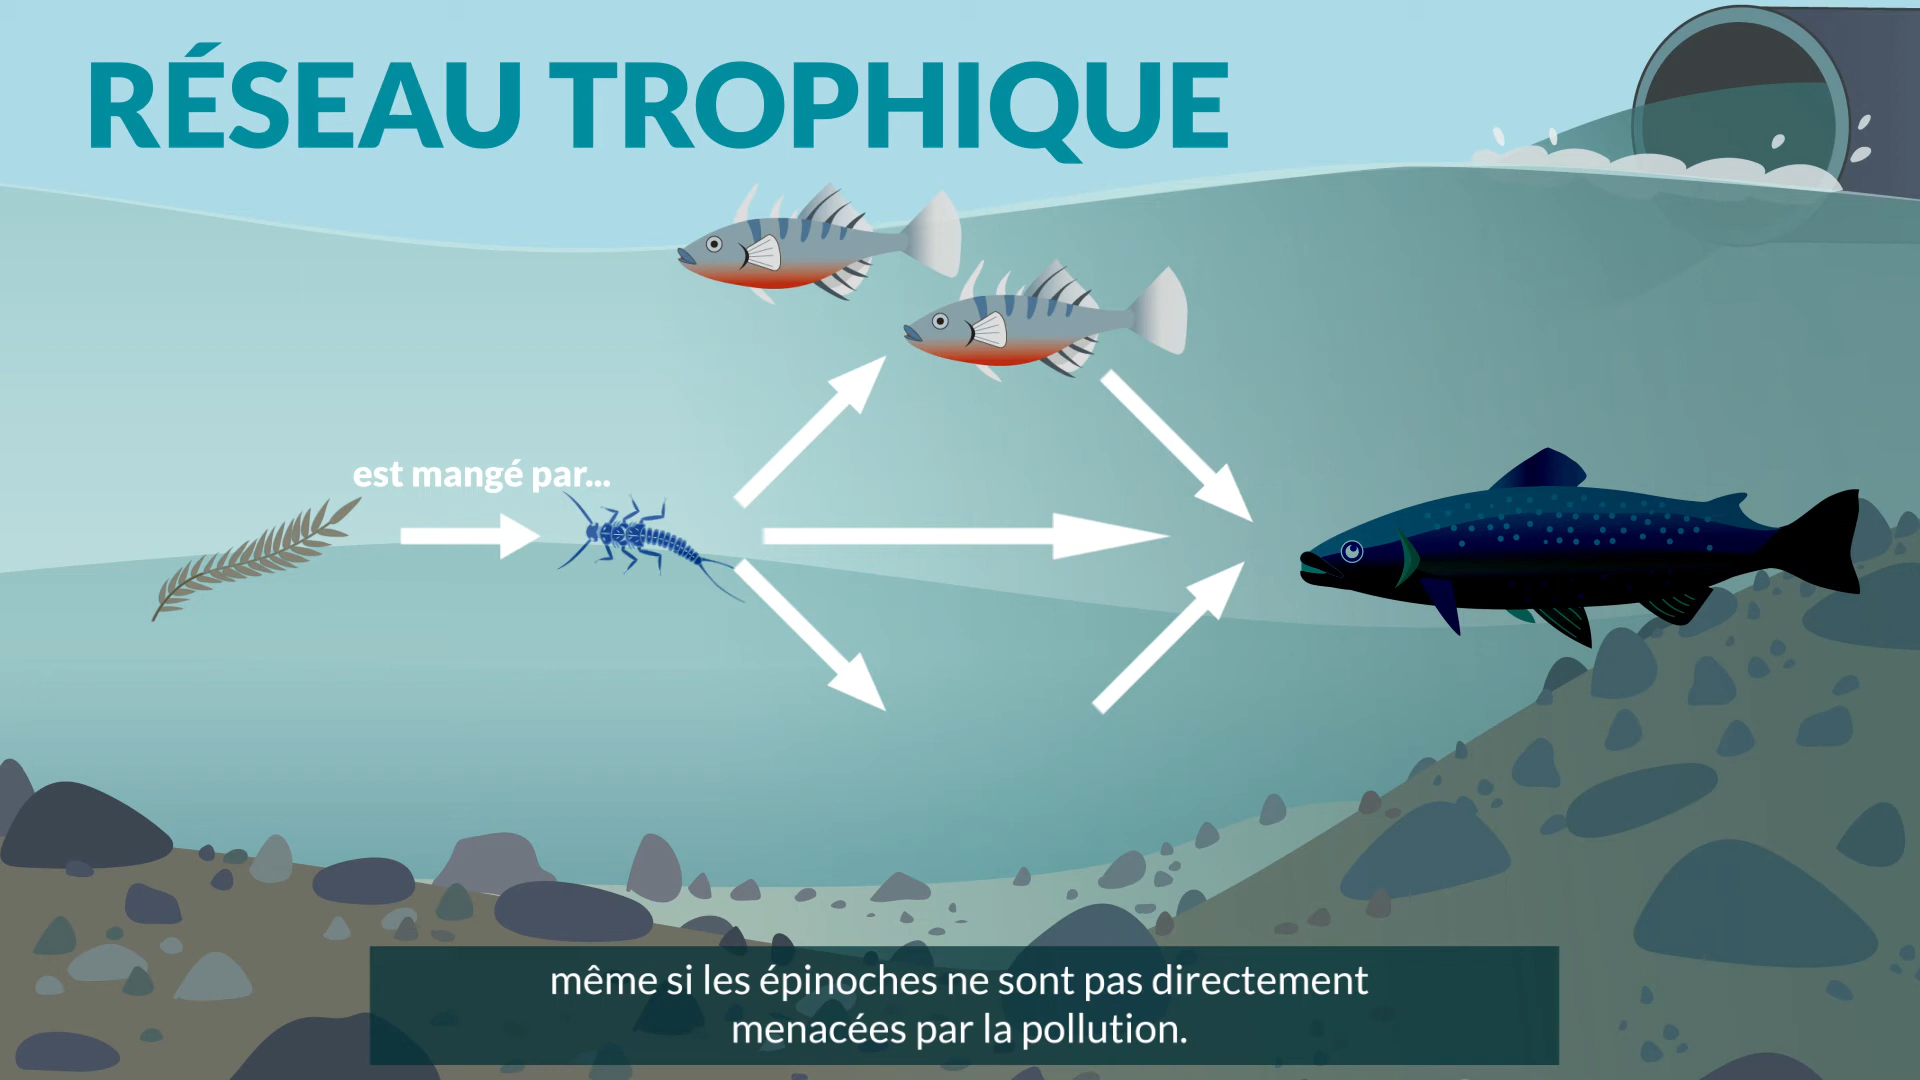 RÉSEAU TROPHIQUE
est mangé par...
même si les épinoches ne sont pas directement
menacées par la pollution.